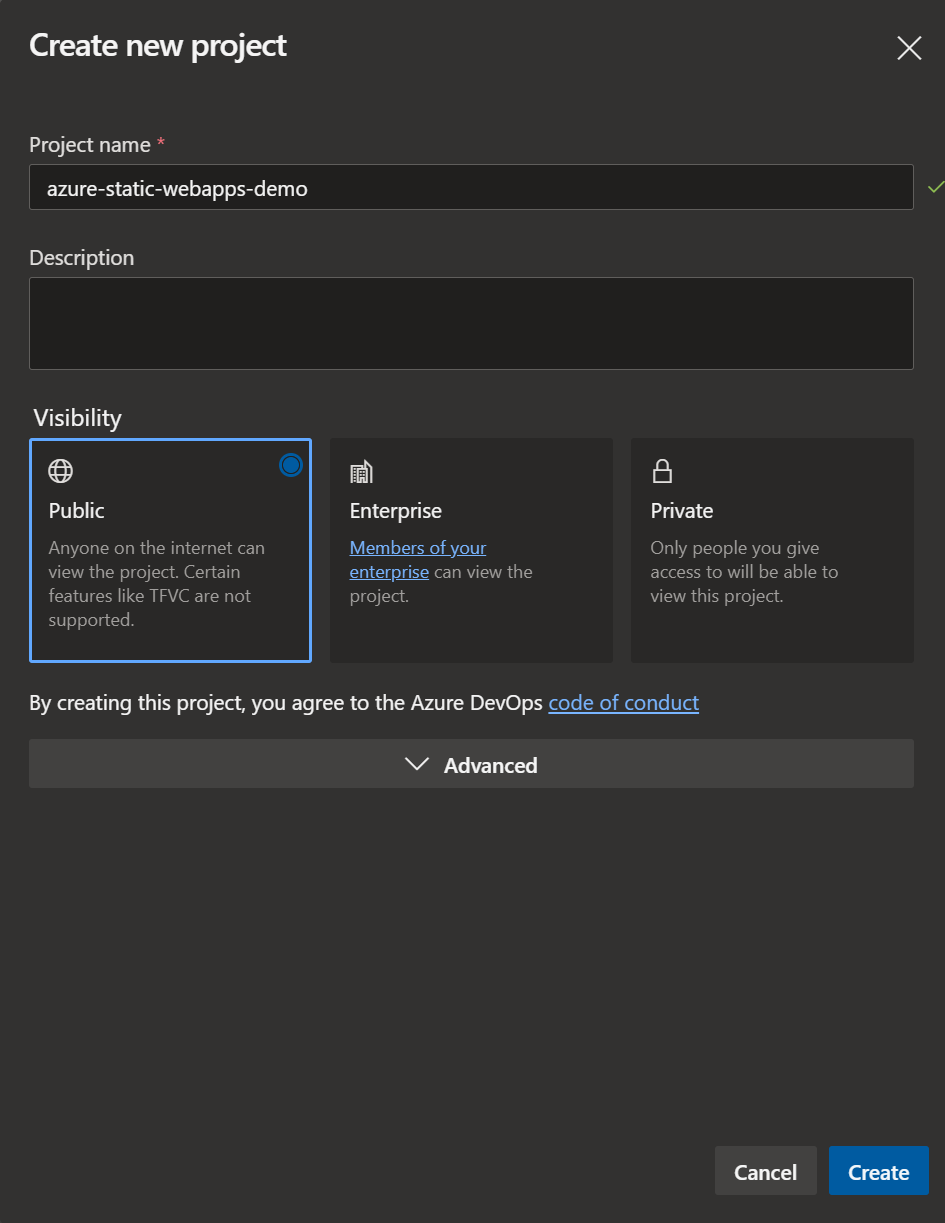 Create new project
Project name *
azure-static-webapps-demo
Description
Visibility
Public
Anyone on the internet can
view the project. Certain
features like TFVC are not
supported.
Enterprise
Members of your
enterprise can view the
project.
Private
Only people you give
access to will be able to
view this project.
By creating this project, you agree to the Azure DevOps code of conduct
Advanced
Cancel
Create